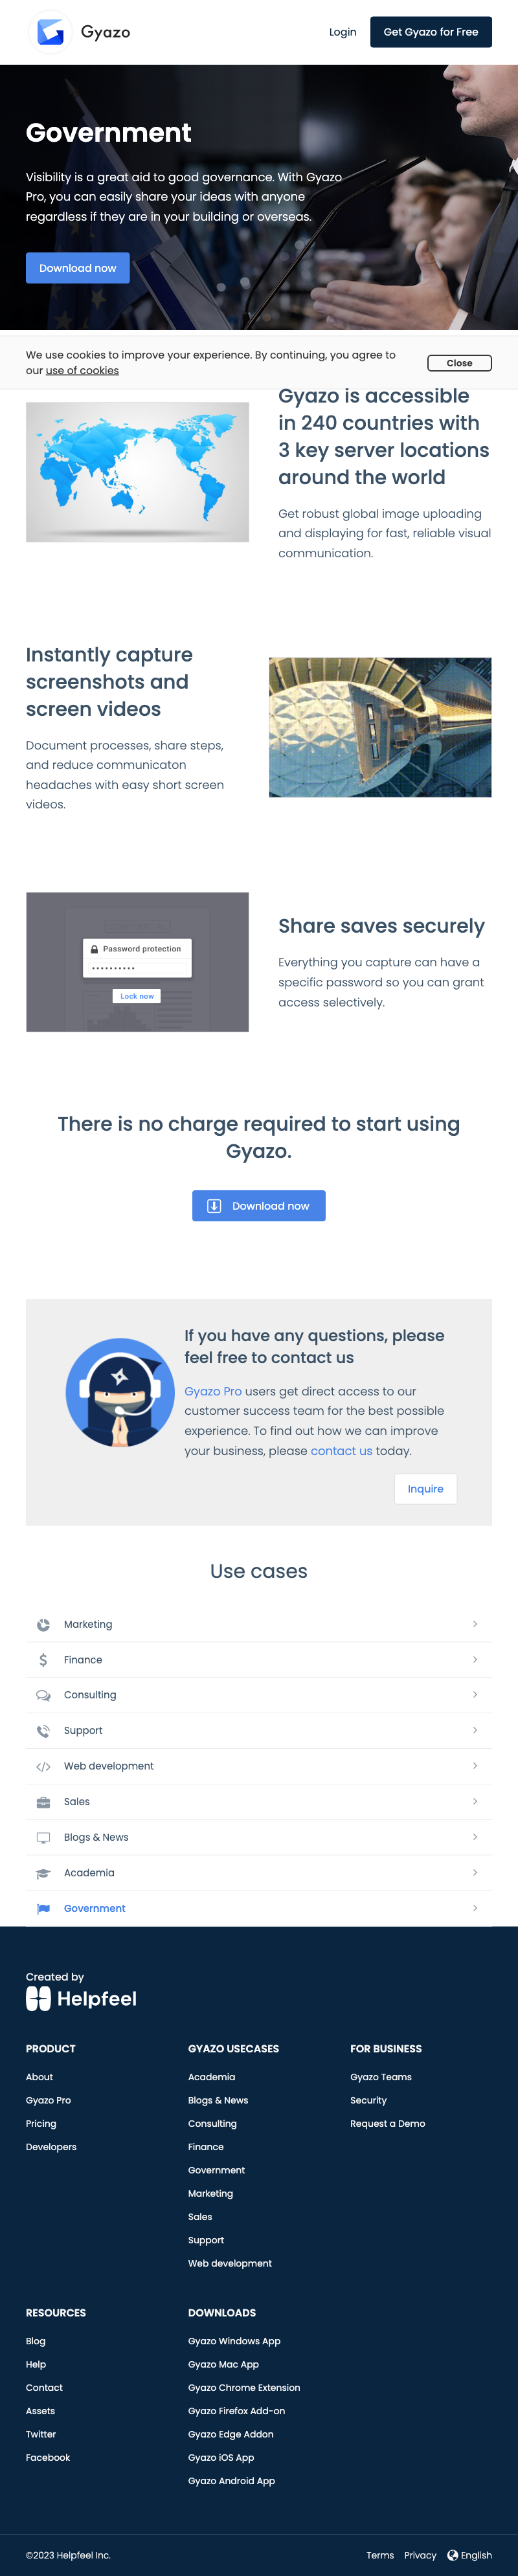 Gyazo
Login
Get Gyazo for Free
Government
Visibility is a great aid to good governance. With Gyazo
Pro, you can easily share your ideas with anyone
regardless if they are in your building or overseas.
Download now
We use cookies to improve your experience. By continuing, you agree to
our use of cookies
Close
Gyazo is accessible
in 240 countries with
3 key server locations
around the world
Get robust global image uploading
and displaying for fast, reliable visual
communication.
Instantly capture
screenshots and
screen videos
Document processes, share steps,
and reduce communicaton
headaches with easy short screen
videos.
Password protection
Lock now
Share saves securely
Everything you capture can have a
specific password so you can grant
access selectively.
There is no charge required to start using
Gyazo.
Download now
If you have any questions, please
feel free to contact us
Gyazo Pro users get direct access to our
customer success team for the best possible
experience. To find out how we can improve
your business, please contact us today.
Inquire
Use cases
Marketing
Finance
Consulting
Support
Web development
Sales
Blogs & News
Academia
Government
Created by
Helpfeel
PRODUCT
About
Gyazo Pro
Pricing
Developers
GYAZO USECASES
Academia
Blogs & News
Consulting
Finance
Government
Marketing
Sales
Support
Web development
FOR BUSINESS
Gyazo Teams
Security
Request a Demo
RESOURCES
Blog
Help
Contact
Assets
Twitter
Facebook
DOWNLOADS
Gyazo Windows App
Gyazo Mac App
Gyazo Chrome Extension
Gyazo Firefox Add-on
Gyazo Edge Addon
Gyazo iOS App
Gyazo Android App
©2023 Helpfeel Inc.
Terms
Privacy
English